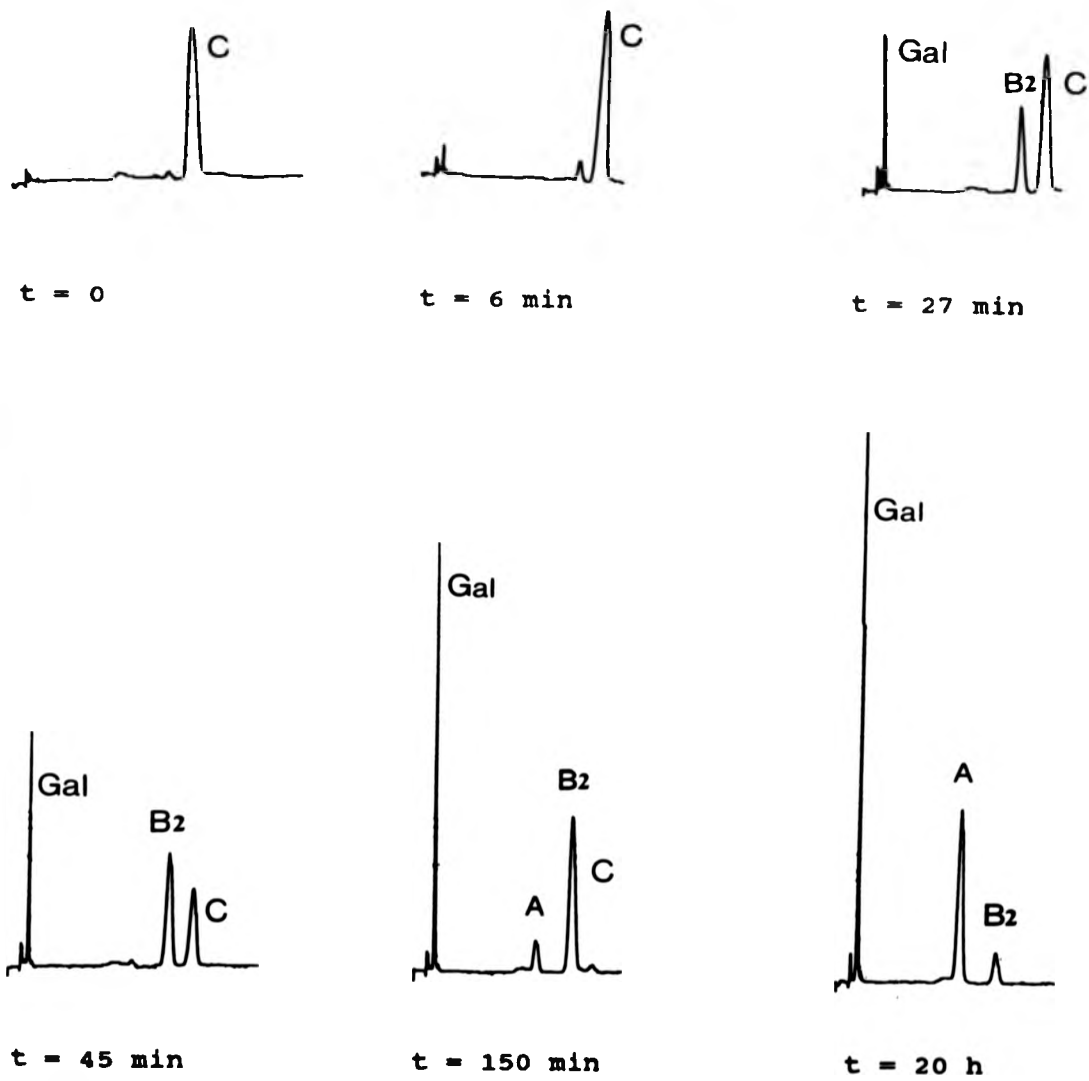 C
C
Gal
B2
C
t = 0
t = 6 min
t = 27 min
Gal
B2
C
Gal
A
B2
C
Gal
A
B2
t = 45 min
t = 150 min
t = 20 h